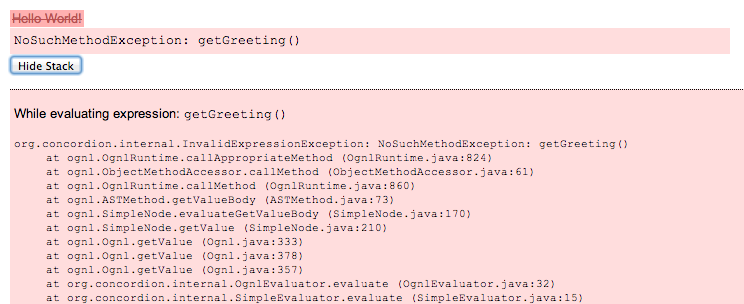 Hello World!
NoSuchMethodException: getGreeting()
Hide Stack
While evaluating expression: getGreeting()
org.concordion.internal.InvalidExpressionException: NoSuchMethodException: getGreeting()
at ognl.OgnlRuntime.callAppropriateMethod (OgnlRuntime.java:824)
at ognl.ObjectMethodAccessor.callMethod (ObjectMethodAccessor.java:61)
at ognl.OgnlRuntime.callMethod (OgnlRuntime.java:860)
at ognl.ASTMethod.getValueBody (ASTMethod.java:73)
at ognl.SimpleNode.evaluateGetValueBody (SimpleNode.java:170)
at ognl.SimpleNode.getValue (SimpleNode.java:210)
at ognl.Ognl.getValue (Ognl.java:333)
at ognl.Ognl.getValue (Ognl.java:378)
at ognl.Ognl.getValue (Ognl.java:357)
at org.concordion.internal.OgnlEvaluator.evaluate (OgnlEvaluator.java:32)
at org.concordion.internal.SimpleEvaluator.evaluate (SimpleEvaluator.java:15)